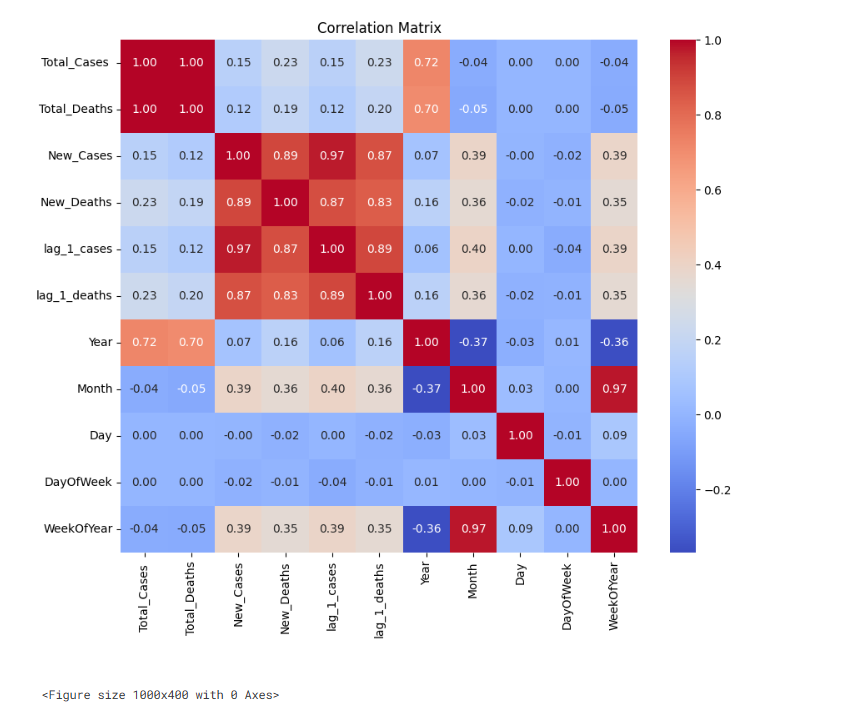 Correlation Matrix
Total_Cases 1.00 1.00 0.15 0.23 0.15 0.23 0.72 -0.04 0.00 0.00 -0.04
Total_Deaths 1.00 1.00 0.12 0.19 0.12 0.20 0.70 -0.05 0.00 0.00 -0.05
New_Cases 0.15 0.12 1.00 0.89 0.97 0.87 0.07 0.39 -0.00 -0.02 0.39
New_Deaths 0.23 0.19 0.89 1.00 0.87 0.83 0.16 0.36 -0.02 -0.01 0.35
lag_1_cases 0.15 0.12 0.97 0.87 1.00 0.89 0.06 0.40 0.00 -0.04 0.39
lag_1_deaths 0.23 0.20 0.87 0.83 0.89 1.00 0.16 0.36 -0.02 -0.01 0.35
Year 0.72 0.70 0.07 0.16 0.06 0.16 1.00 -0.37 -0.03 0.01 -0.36
Month -0.04 -0.05 0.39 0.36 0.40 0.36 -0.37 1.00 0.03 0.00 0.97
Day 0.00 0.00 -0.00 -0.02 0.00 -0.02 -0.03 0.03 1.00 -0.01 0.09
DayOfWeek 0.00 0.00 -0.02 -0.01 -0.04 -0.01 0.01 0.00 -0.01 1.00 0.00
WeekOfYear -0.04 -0.05 0.39 0.35 0.39 0.35 -0.36 0.97 0.09 0.00 1.00
Total_Cases
Total_Deaths
New_Cases
New_Deaths
lag_1_cases
lag_1_deaths
Year
Month
Day
DayOfWeek
WeekOfYear
1.0
0.8
0.6
0.4
0.2
0.0
−0.2
<Figure size 1000x400 with 0 Axes>